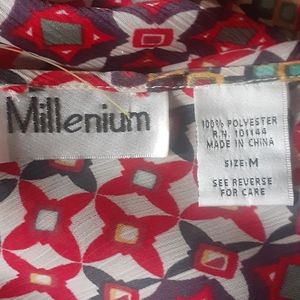 Millenium
100% POLYESTER
R.N. 101144
MADE IN CHINA
SIZE: M
SEE REVERSE
FOR CARE